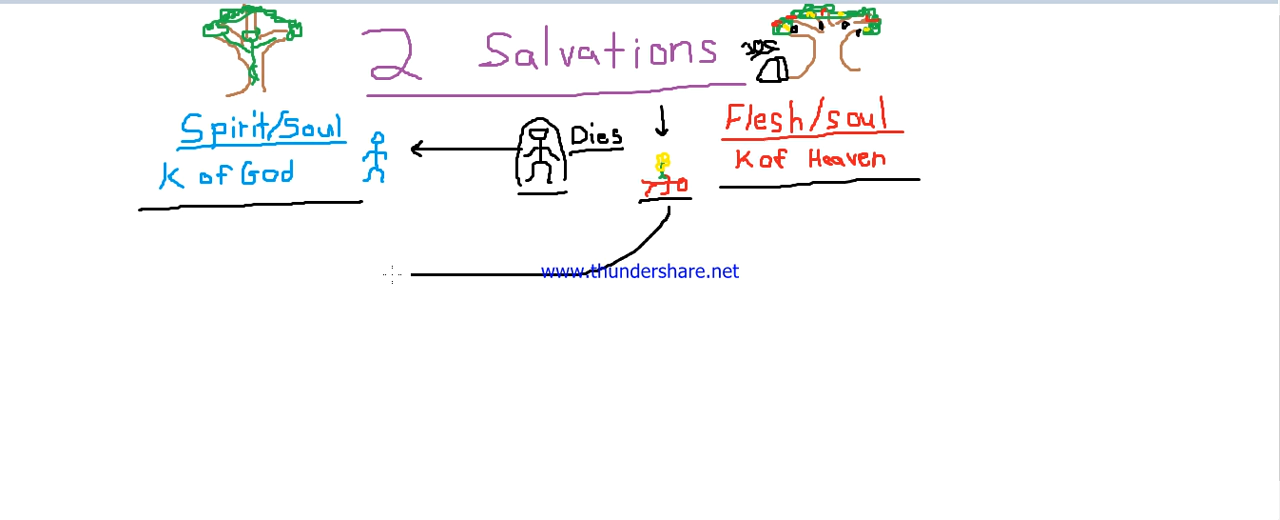 2 Salvations
Spirit/Soul
K of God
Dies
Flesh/soul
K of Heaven
www.thundershare.net